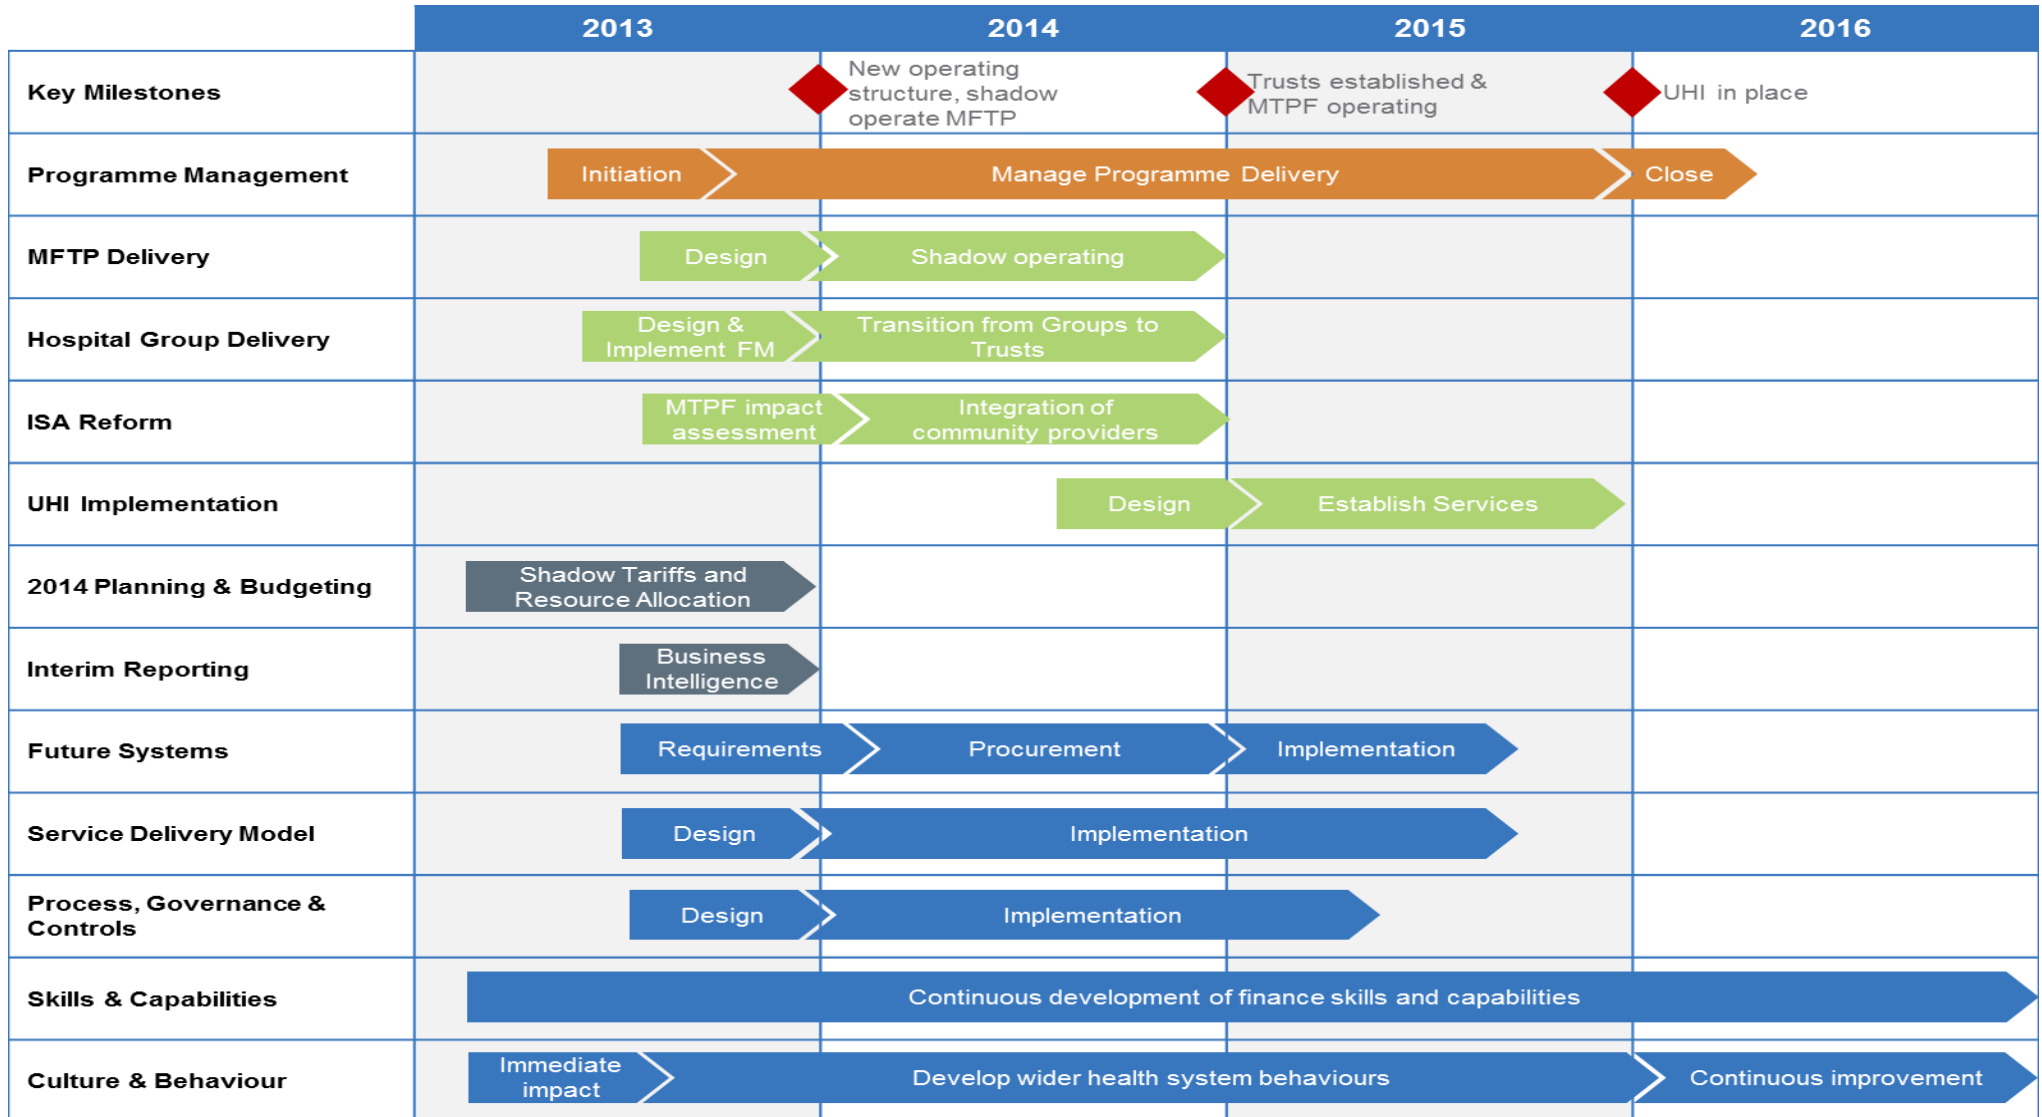 2013 2014 2015 2016
Key Milestones
New operating
structure, shadow
operate MFTP
Trusts established &
MTPF operating
UHI in place
Programme Management
Initiation
Manage Programme Delivery
Close
MFTP Delivery
Design
Shadow operating
Hospital Group Delivery
Design &
Implement FM
Transition from Groups to
Trusts
ISA Reform
MTPF impact
assessment
Integration of
community providers
UHI Implementation
Design
Establish Services
2014 Planning & Budgeting
Shadow Tariffs and
Resource Allocation
Interim Reporting
Business
Intelligence
Future Systems
Requirements
Procurement
Implementation
Service Delivery Model
Design
Implementation
Process, Governance &
Controls
Design
Implementation
Skills & Capabilities
Continuous development of finance skills and capabilities
Culture & Behaviour
Immediate
impact
Develop wider health system behaviours
Continuous improvement